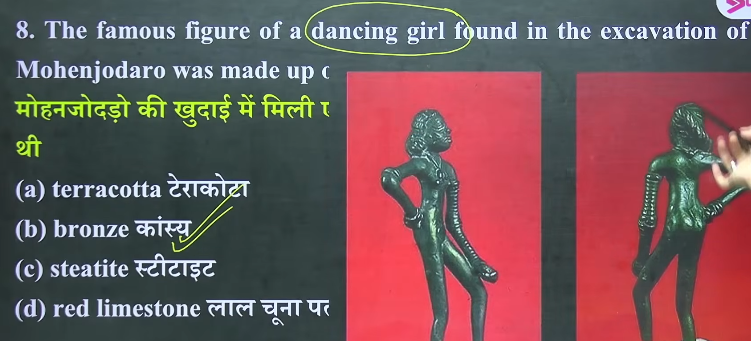 8. The famous figure of a dancing girl found in the excavation of
Mohenjodaro was made up
मोहनजोदड़ो की खुदाई में मिली
थी
(a) terracotta टेराकोटा
(b) bronze कांस्य
(c) steatite स्टीटाइट
(d) red limestone लाल चूना